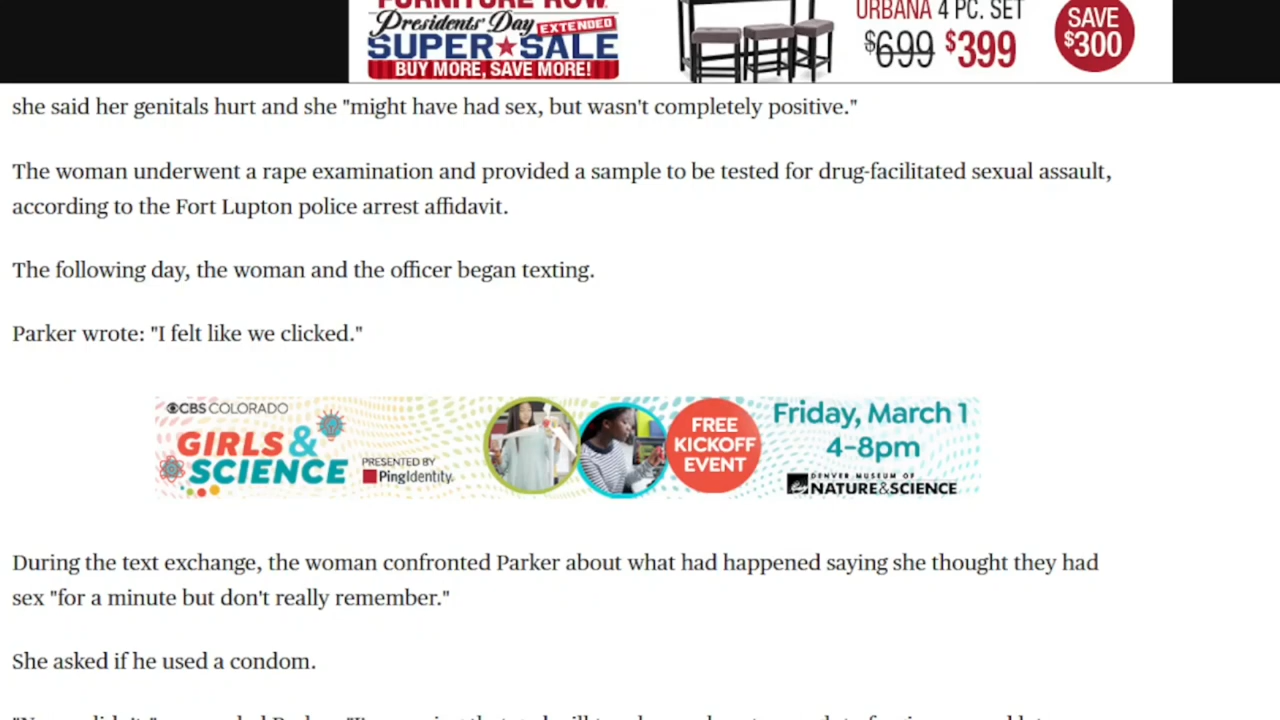 FURNITURE ROW
Presidents' Day EXTENDED
SUPER SALE
BUY MORE, SAVE MORE!
URBANA 4 PC. SET
$699 $399
SAVE
$300
she said her genitals hurt and she "might have had sex, but wasn't completely positive."
The woman underwent a rape examination and provided a sample to be tested for drug-facilitated sexual assault,
according to the Fort Lupton police arrest affidavit.
The following day, the woman and the officer began texting.
Parker wrote: "I felt like we clicked."
CBS COLORADO
GIRLS &
SCIENCE
PRESENTED BY
PingIdentity.
FREE
KICKOFF
EVENT
Friday, March 1
4-8pm
DENVER MUSEUM OF
NATURE & SCIENCE
During the text exchange, the woman confronted Parker about what had happened saying she thought they had
sex "for a minute but don't really remember."
She asked if he used a condom.